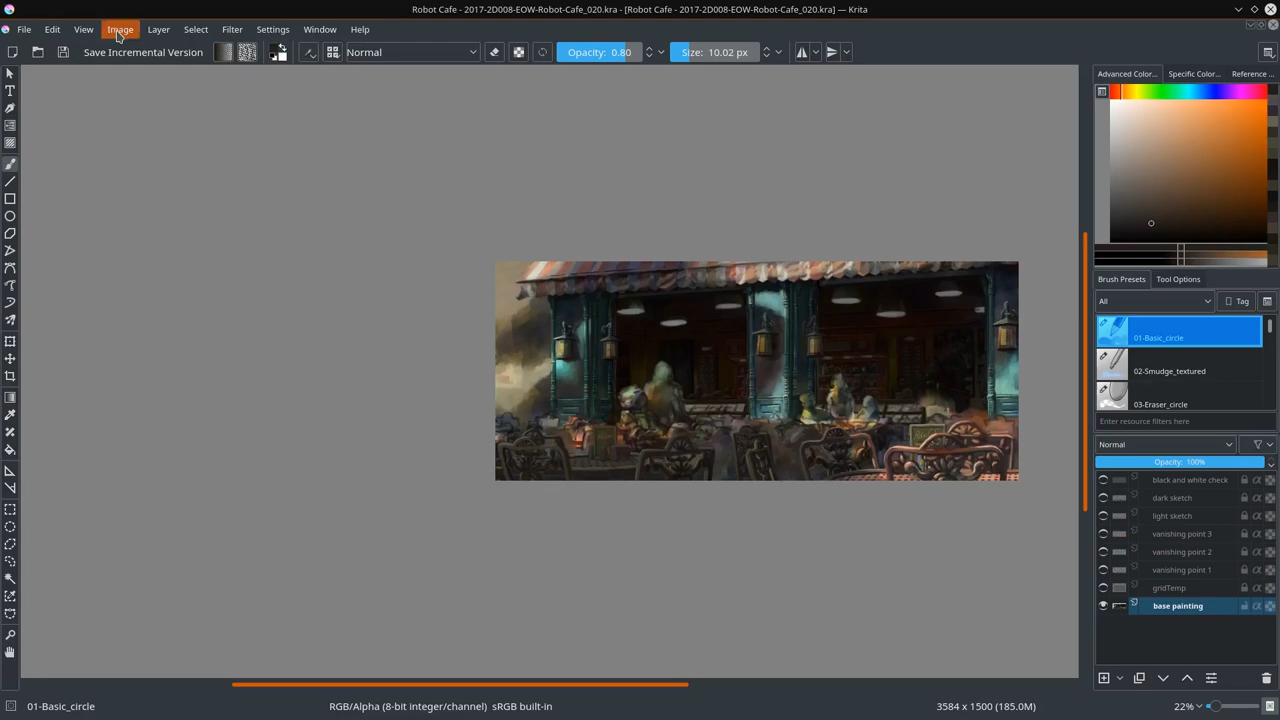 Robot Cafe - 2017-2D008-EOW-Robot-Cafe_020.kra - [Robot Cafe - 2017-2D008-EOW-Robot-Cafe_020.kra] — Krita
File Edit View Image Layer Select Filter Settings Window Help
Save Incremental Version Normal Opacity: 0.80 Size: 10.02 px
Advanced Color... Specific Color... Reference ...
Brush Presets Tool Options
All Tag
01-Basic_circle
02-Smudge_textured
03-Eraser_circle
Enter resource filters here
Normal
Opacity: 100%
black and white check
dark sketch
light sketch
vanishing point 3
vanishing point 2
vanishing point 1
gridTemp
base painting
01-Basic_circle RGB/Alpha (8-bit integer/channel) sRGB built-in 3584 x 1500 (185.0M) 22%